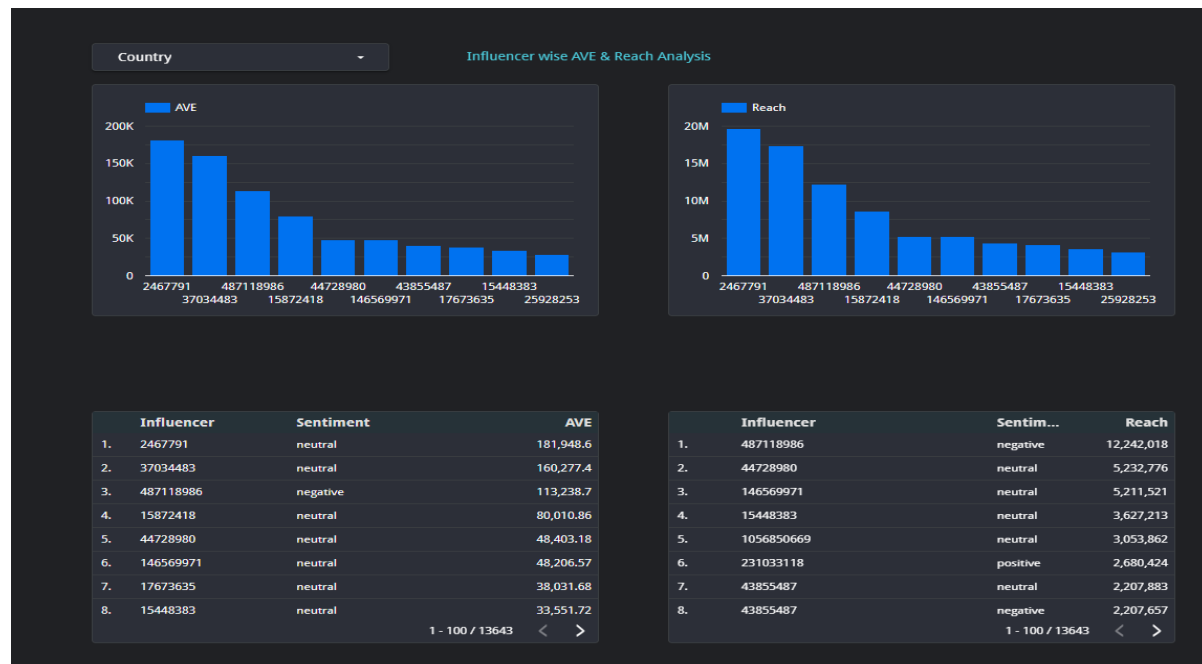 Country
Influencer wise AVE & Reach Analysis
AVE
200K
150K
100K
50K
0
2467791 487118986 44728980 43855487 15448383
37034483 15872418 146569971 17673635 25928253
Reach
20M
15M
10M
5M
0
2467791 487118986 44728980 43855487 15448383
37034483 15872418 146569971 17673635 25928253
Influencer Sentiment AVE
1. 2467791 neutral 181,948.6
2. 37034483 neutral 160,277.4
3. 487118986 negative 113,238.7
4. 15872418 neutral 80,010.86
5. 44728980 neutral 48,403.18
6. 146569971 neutral 48,206.57
7. 17673635 neutral 38,031.68
8. 15448383 neutral 33,551.72
1 - 100 / 13643
Influencer Sentim... Reach
1. 487118986 negative 12,242,018
2. 44728980 neutral 5,232,776
3. 146569971 neutral 5,211,521
4. 15448383 neutral 3,627,213
5. 1056850669 neutral 3,053,862
6. 231033118 positive 2,680,424
7. 43855487 neutral 2,207,883
8. 43855487 negative 2,207,657
1 - 100 / 13643